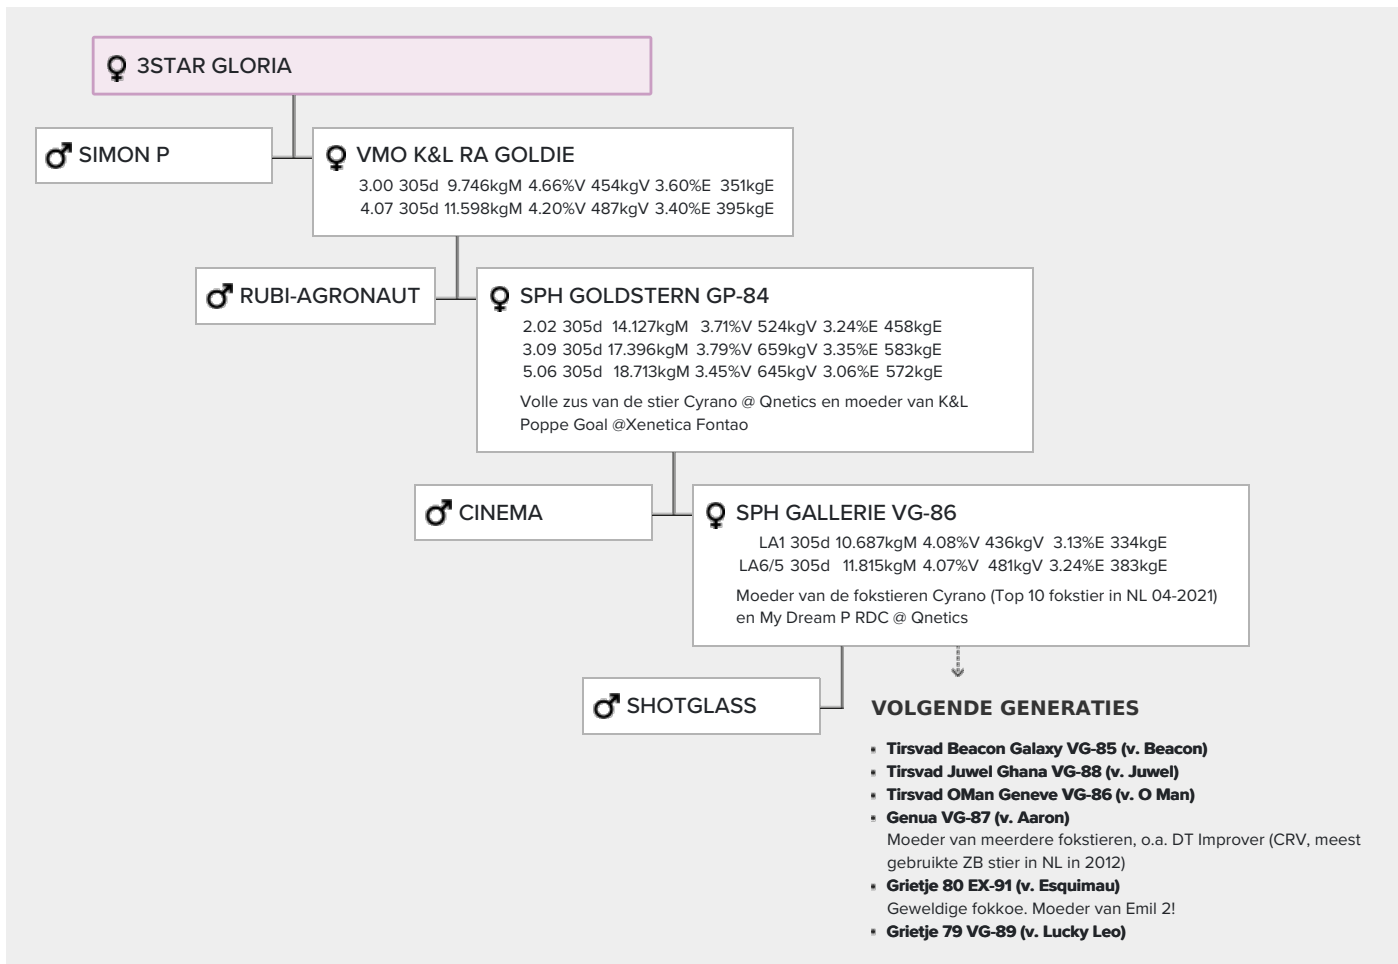 3STAR GLORIA
SIMON P
VMO K&L RA GOLDIE
3.00 305d 9.746kgM 4.66%V 454kgV 3.60%E 351kgE
4.07 305d 11.598kgM 4.20%V 487kgV 3.40%E 395kgE
RUBI-AGRONAUT
SPH GOLDSTERN GP-84
2.02 305d 14.127kgM 3.71%V 524kgV 3.24%E 458kgE
3.09 305d 17.396kgM 3.79%V 659kgV 3.35%E 583kgE
5.06 305d 18.713kgM 3.45%V 645kgV 3.06%E 572kgE
Volle zus van de stier Cyrano @ Qnetics en moeder van K&L
Poppe Goal @Xenetica Fontao
CINEMA
SPH GALLERIE VG-86
LA1 305d 10.687kgM 4.08%V 436kgV 3.13%E 334kgE
LA6/5 305d 11.815kgM 4.07%V 481kgV 3.24%E 383kgE
Moeder van de fokstieren Cyrano (Top 10 fokstier in NL 04-2021)
en My Dream P RDC @ Qnetics
SHOTGLASS
VOLGENDE GENERATIES
▪ Tirsvad Beacon Galaxy VG-85 (v. Beacon)
▪ Tirsvad Juwel Ghana VG-88 (v. Juwel)
▪ Tirsvad OMan Geneve VG-86 (v. O Man)
▪ Genua VG-87 (v. Aaron)
Moeder van meerdere fokstieren, o.a. DT Improver (CRV, meest
gebruikte ZB stier in NL in 2012)
▪ Grietje 80 EX-91 (v. Esquimau)
Geweldige fokkoe. Moeder van Emil 2!
▪ Grietje 79 VG-89 (v. Lucky Leo)